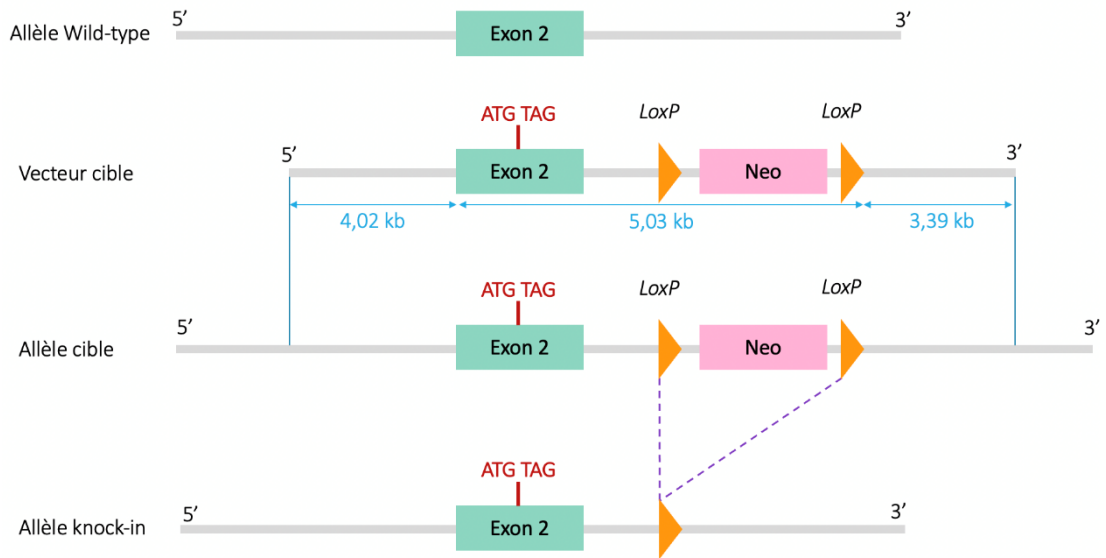 5’ 3’
Allèle Wild-type Exon 2
ATG TAG LoxP LoxP
5’ 3’
Vecteur cible Exon 2 Neo
4,02 kb 5,03 kb 3,39 kb
ATG TAG LoxP LoxP
5’ 3’
Allèle cible Exon 2 Neo
ATG TAG
5’ 3’
Allèle knock-in Exon 2